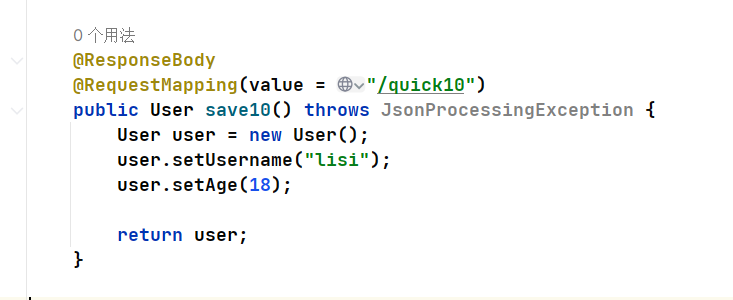 0 个用法
@ResponseBody
@RequestMapping(value = "/quick10")
public User save10() throws JsonProcessingException {
    User user = new User();
    user.setUsername("lisi");
    user.setAge(18);
    return user;
}